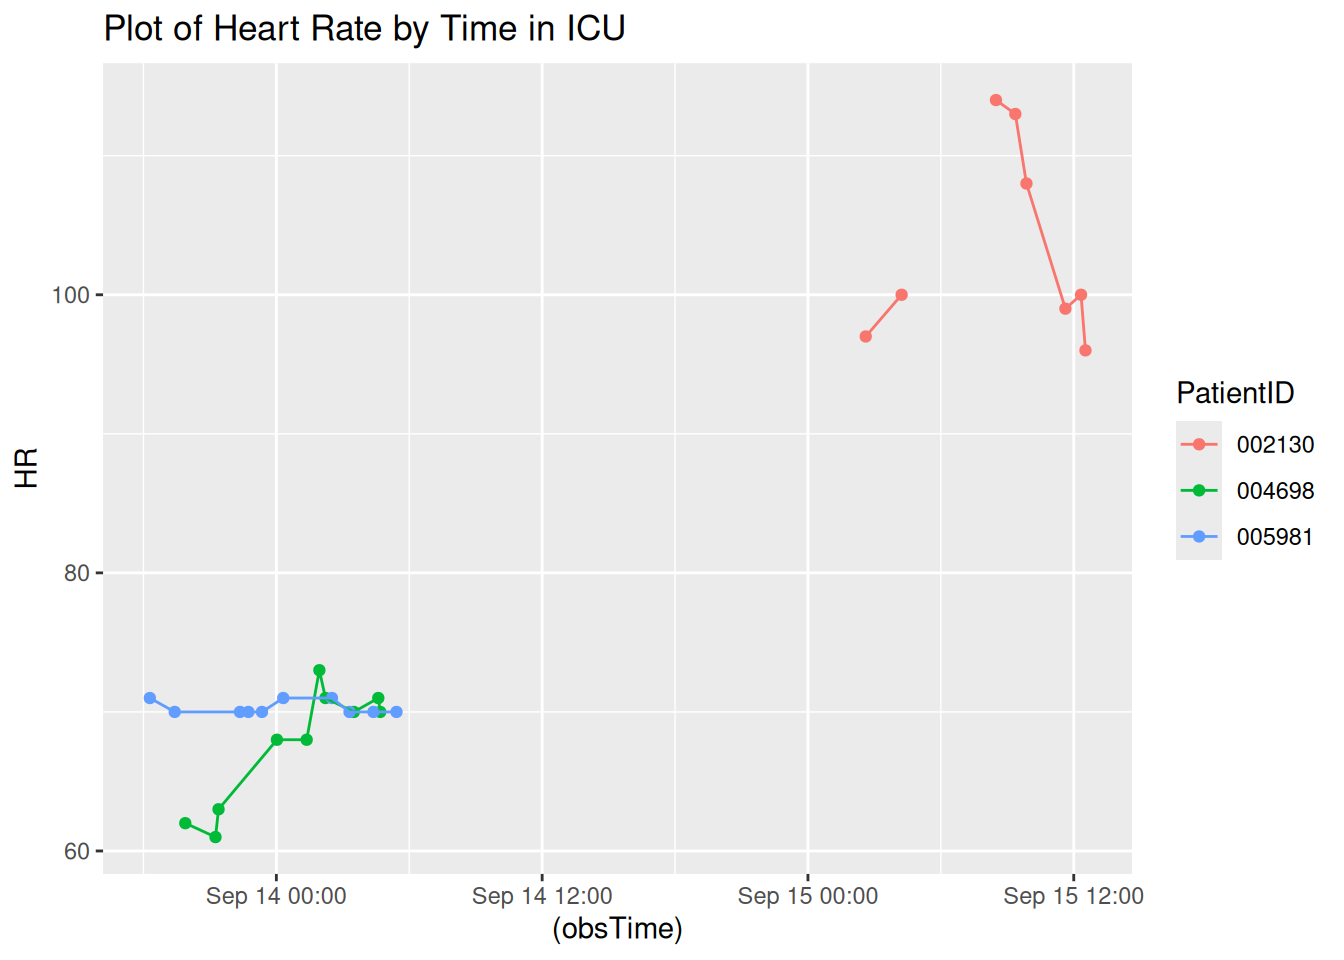 Plot of Heart Rate by Time in ICU
HR
100
80
60
Sep 14 00:00
Sep 14 12:00
Sep 15 00:00
Sep 15 12:00
(obsTime)
PatientID
002130
004698
005981